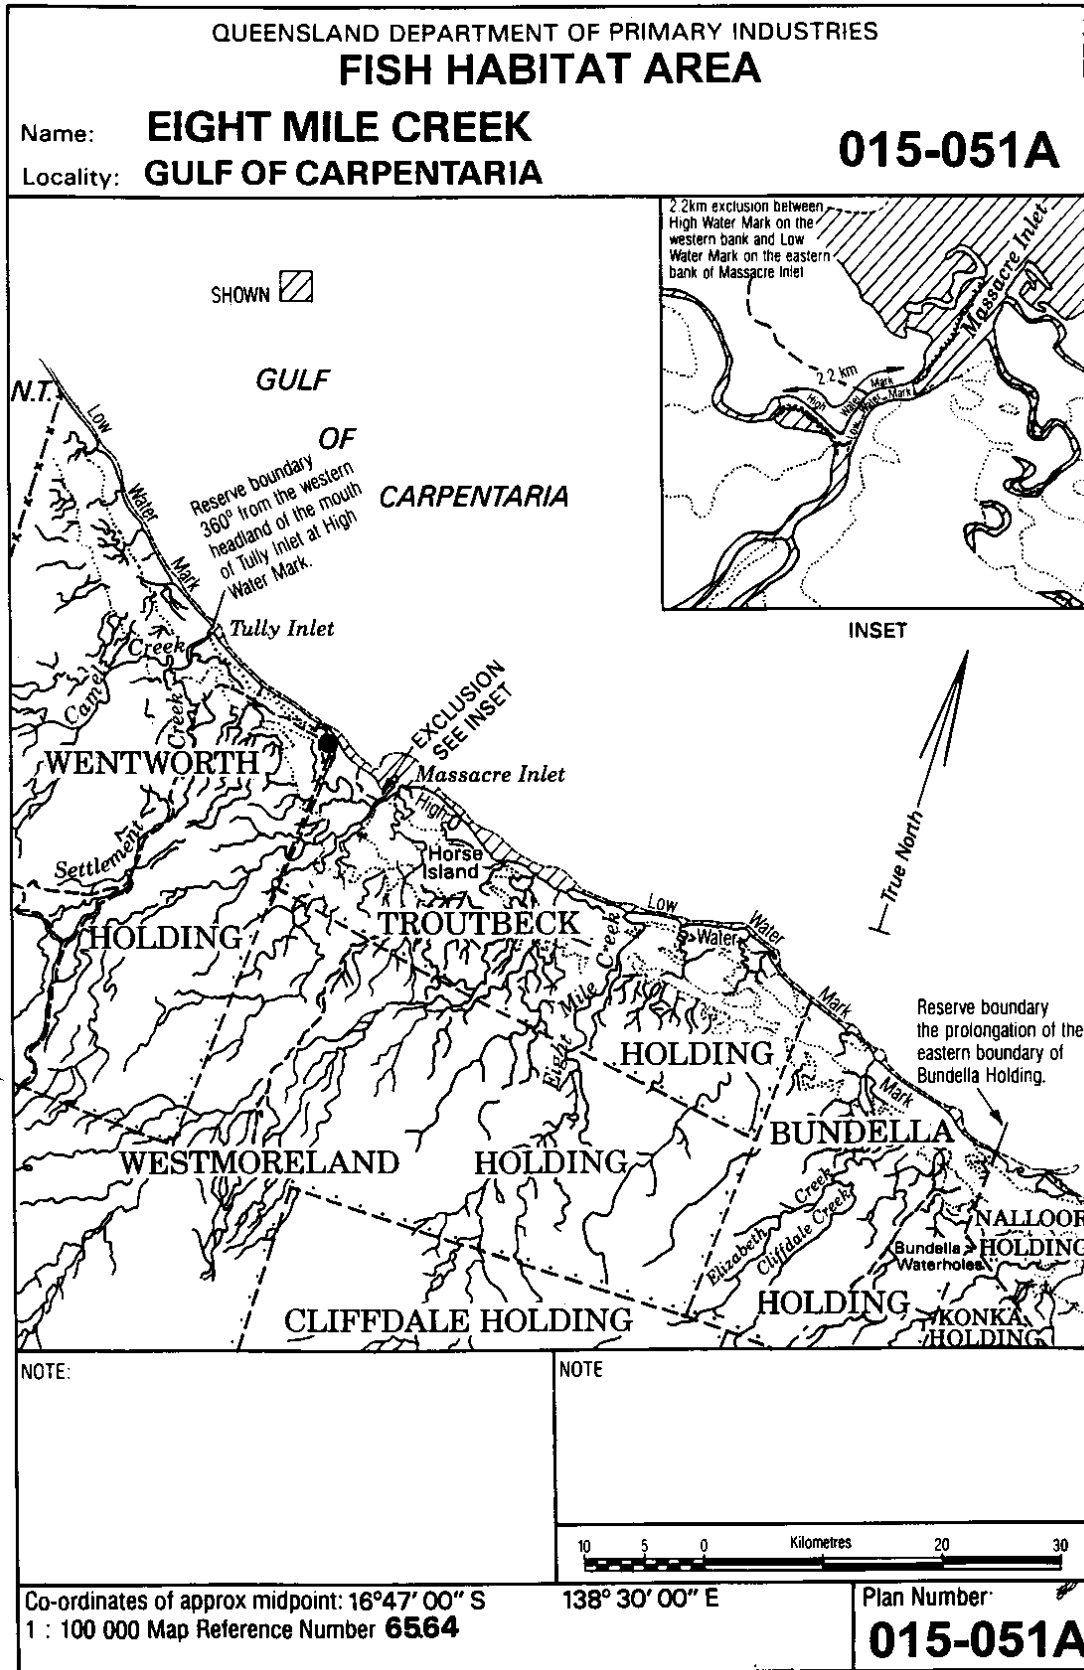 QUEENSLAND DEPARTMENT OF PRIMARY INDUSTRIES
FISH HABITAT AREA
Name: EIGHT MILE CREEK
015-051A
Locality: GULF OF CARPENTARIA
2.2km exclusion between
High Water Mark on the
western bank and Low
Water Mark on the eastern
bank of Massacre Inlet
Massacre Inlet
2.2 km
High Water Mark
Low Water Mark
INSET
SHOWN
GULF
OF
CARPENTARIA
N.T.
Low
Water
Mark
Reserve boundary
360° from the western
headland of the mouth
of Tully Inlet at High
Water Mark.
Tully Inlet
Creek
Camel
Creek
EXCLUSION
SEE INSET
WENTWORTH
Massacre Inlet
High
Settlement
Horse
Island
True North
HOLDING
TROUTBECK
Low
Water
Water
Mark
Eight Mile Creek
HOLDING
Mark
Reserve boundary
the prolongation of the
eastern boundary of
Bundella Holding.
BUNDELLA
WESTMORELAND
HOLDING
Elizabeth Creek
Cliffdale Creek
NALLOOR
HOLDING
Bundella
Waterholes
HOLDING
KONKA
HOLDING
CLIFFDALE HOLDING
NOTE:
NOTE
10 5 0 Kilometres 20 30
Co-ordinates of approx midpoint: 16°47' 00" S 138° 30' 00" E
1 : 100 000 Map Reference Number 6564
Plan Number
015-051A